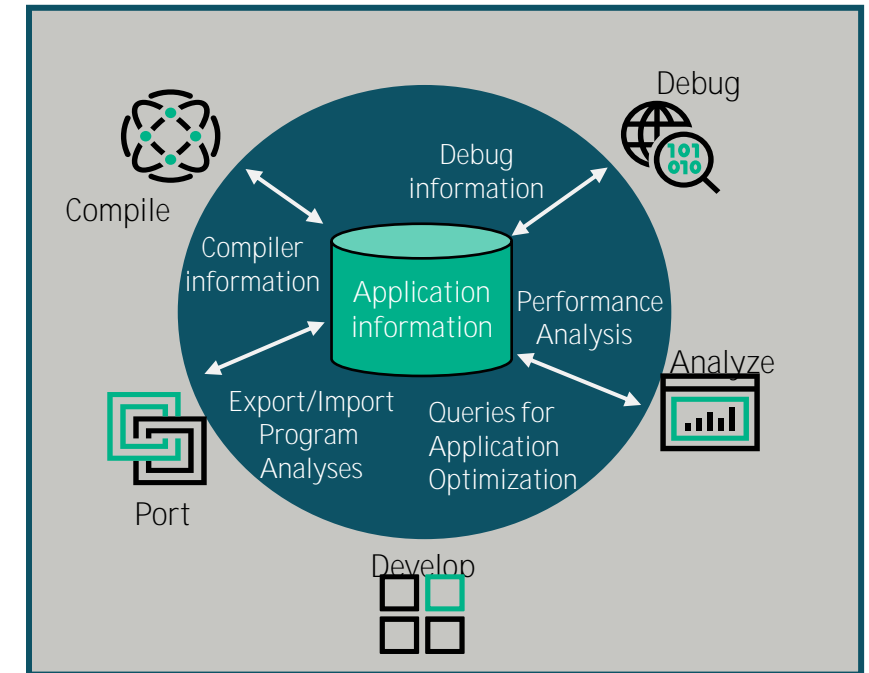 Debug
101
010
Compile
Debug
information
Compiler
information
Application
information
Performance
Analysis
Analyze
Export/Import
Program
Analyses
Queries for
Application
Optimization
Port
Develop